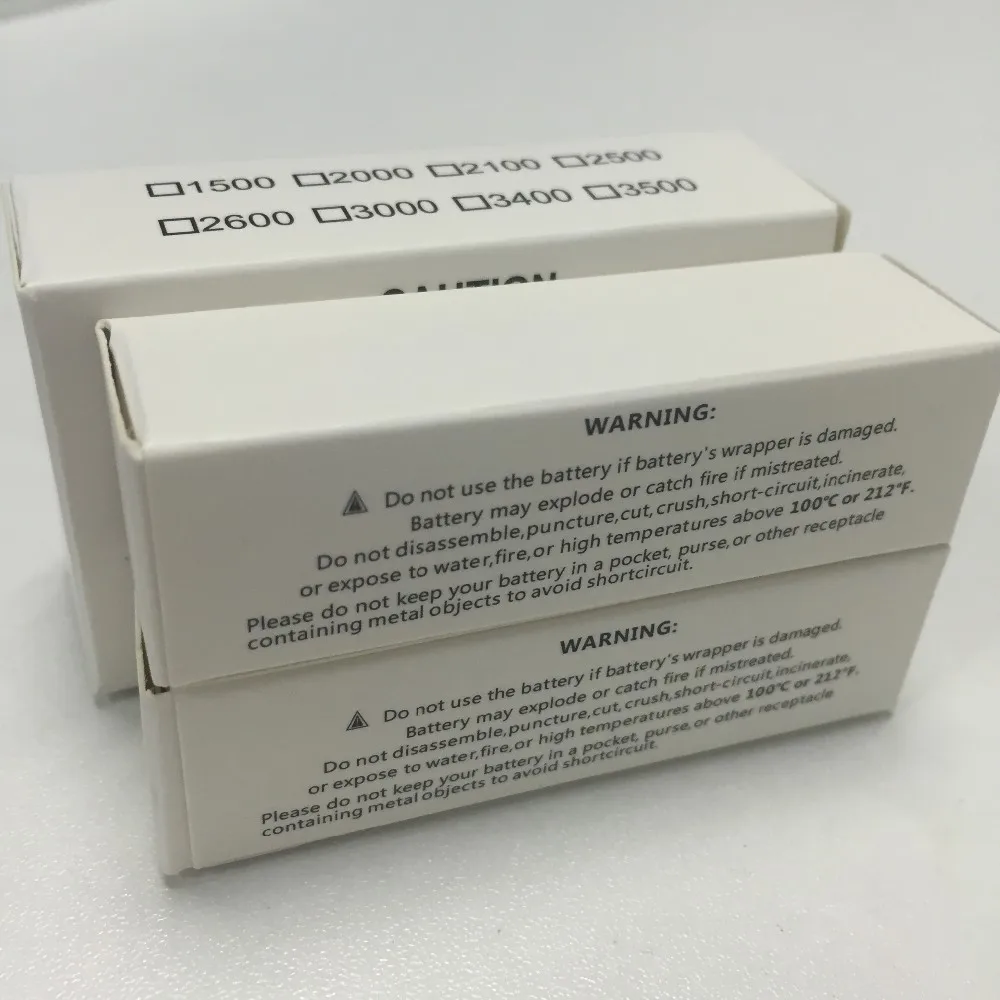 ☐1500 ☐2000 ☐2100 ☐2500
☐2600 ☐3000 ☐3400 ☐3500
CAUTION
WARNING:
Do not use the battery if battery's wrapper is damaged.
Battery may explode or catch fire if mistreated.
Do not disassemble,puncture,cut,crush,short-circuit,incinerate,
or expose to water,fire,or high temperatures above 100°C or 212°F.
Please do not keep your battery in a pocket, purse,or other receptacle
containing metal objects to avoid shortcircuit.
WARNING:
Do not use the battery if battery's wrapper is damaged.
Battery may explode or catch fire if mistreated.
Do not disassemble,puncture,cut,crush,short-circuit,incinerate,
or expose to water,fire,or high temperatures above 100°C or 212°F.
Please do not keep your battery in a pocket, purse,or other receptacle
containing metal objects to avoid shortcircuit.